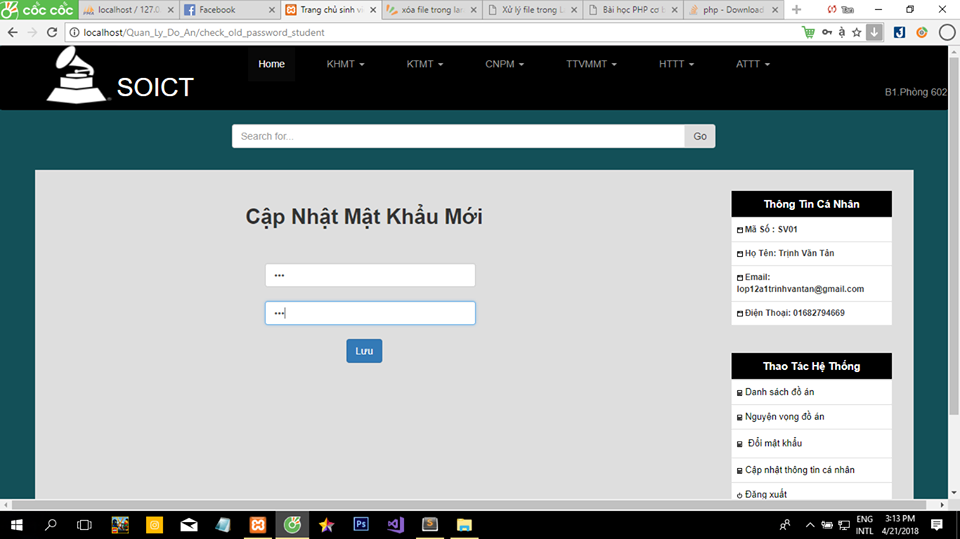 cốc cốc
localhost / 127.0
Facebook
Trang chủ sinh vi
xóa file trong la
Xử lý file trong L
Bài học PHP cơ b
php - Download
localhost/Quan_Ly_Do_An/check_old_password_student
SOICT
Home
KHMT
KTMT
CNPM
TTVMMT
HTTT
ATTT
B1.Phòng 602
Search for...
Go
Cập Nhật Mật Khẩu Mới
•••
•••
Lưu
Thông Tin Cá Nhân
Mã Số : SV01
Họ Tên: Trịnh Văn Tân
Email:
lop12a1trinhvantan@gmail.com
Điện Thoại: 01682794669
Thao Tác Hệ Thống
Danh sách đồ án
Nguyện vọng đồ án
Đổi mật khẩu
Cập nhật thông tin cá nhân
Đăng xuất
Ps
ENG
INTL
3:13 PM
4/21/2018